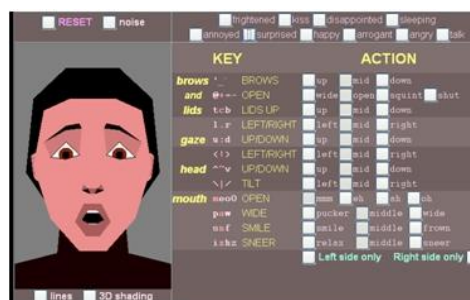 RESET noise
frightened kiss disappointed sleeping
annoyed surprised happy arrogant angry talk
KEY ACTION
brows '_` BROWS up mid down
and @+-- OPEN wide open squint shut
lids tcb LIDS UP up mid down
l.r LEFT/RIGHT left mid right
gaze u:d UP/DOWN up mid down
<!> LEFT/RIGHT left mid right
head ^~v UP/DOWN up mid down
\|/ TILT left mid right
mouth meoO OPEN mmm eh ah oh
paw WIDE pucker middle wide
smf SMILE smile middle frown
SNEER relax middle sneer
Left side only Right side only
lines 3D shading